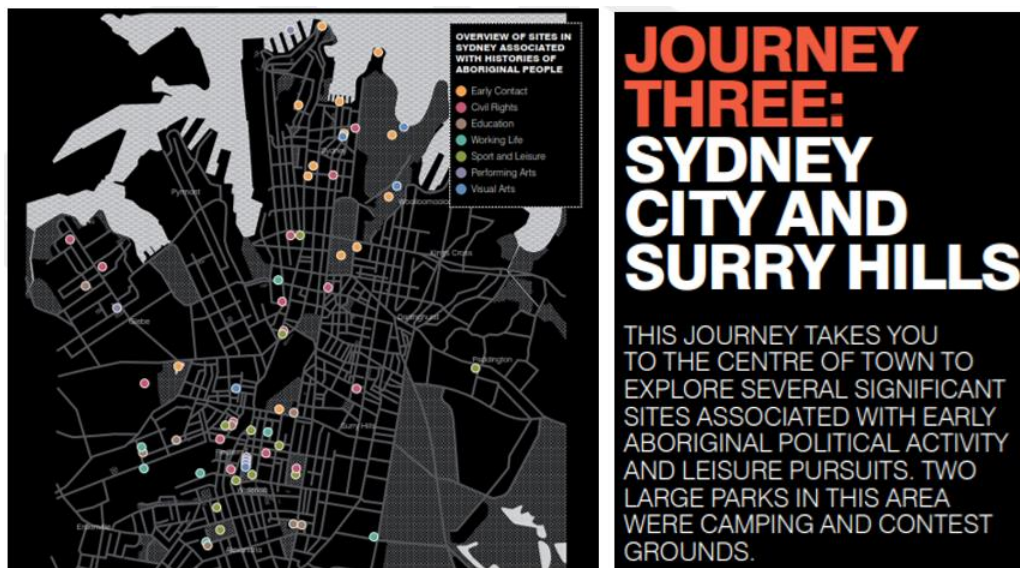 OVERVIEW OF SITES IN
SYDNEY ASSOCIATED
WITH HISTORIES OF
ABORIGINAL PEOPLE
Early Contact
Civil Rights
Education
Working Life
Sport and Leisure
Performing Arts
Visual Arts
Sydney
Pyrmont
Kings Cross
Glebe
Darlinghurst
Paddington
Surry Hills
JOURNEY
THREE:
SYDNEY
CITY AND
SURRY HILLS
THIS JOURNEY TAKES YOU
TO THE CENTRE OF TOWN TO
EXPLORE SEVERAL SIGNIFICANT
SITES ASSOCIATED WITH EARLY
ABORIGINAL POLITICAL ACTIVITY
AND LEISURE PURSUITS. TWO
LARGE PARKS IN THIS AREA
WERE CAMPING AND CONTEST
GROUNDS.